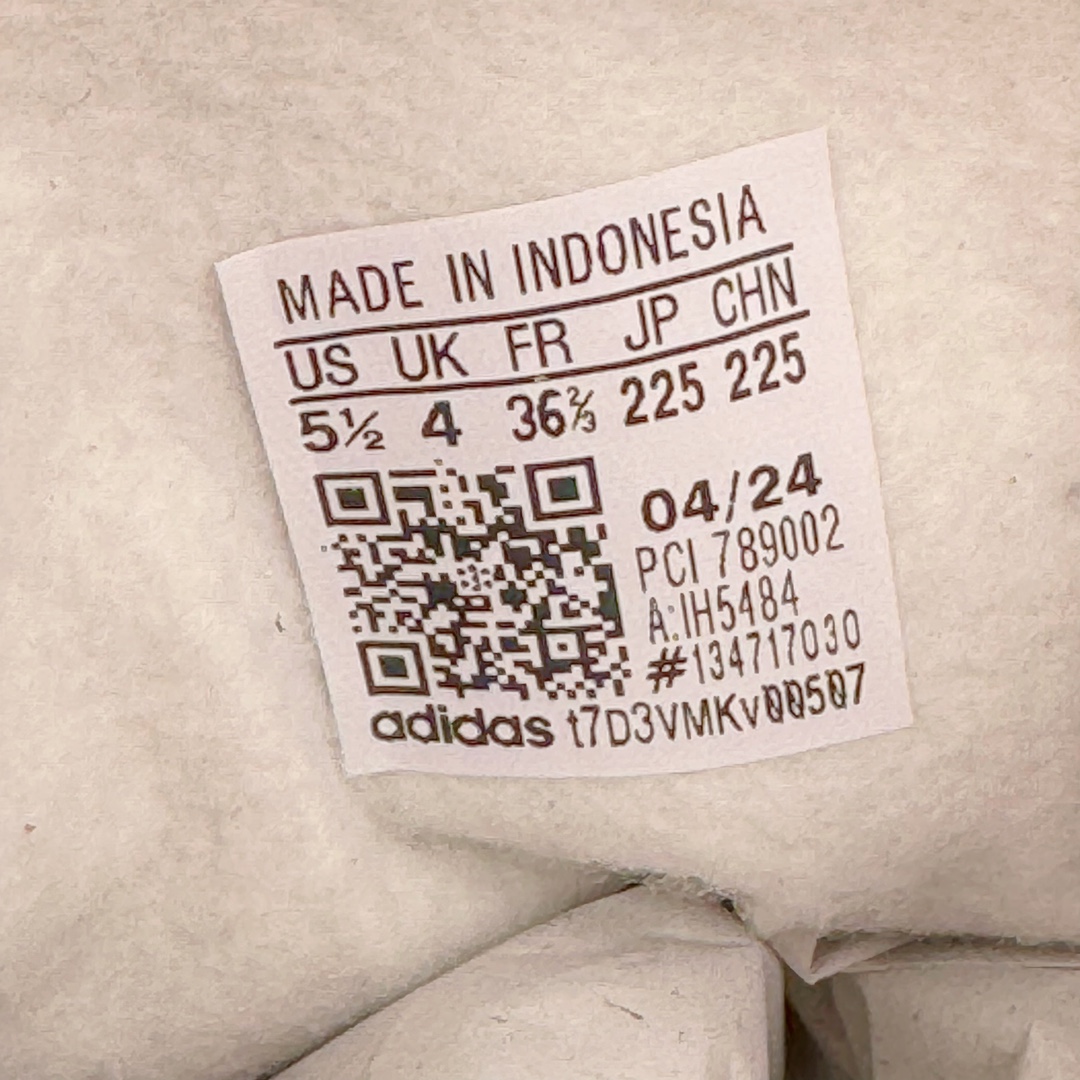 MADE IN INDONESIA
US UK FR JP CHN
5½ 4 36⅔ 225 225
04/24
PCI 789002
A:IH5484
#134717030
adidas t7D3VMKv00507